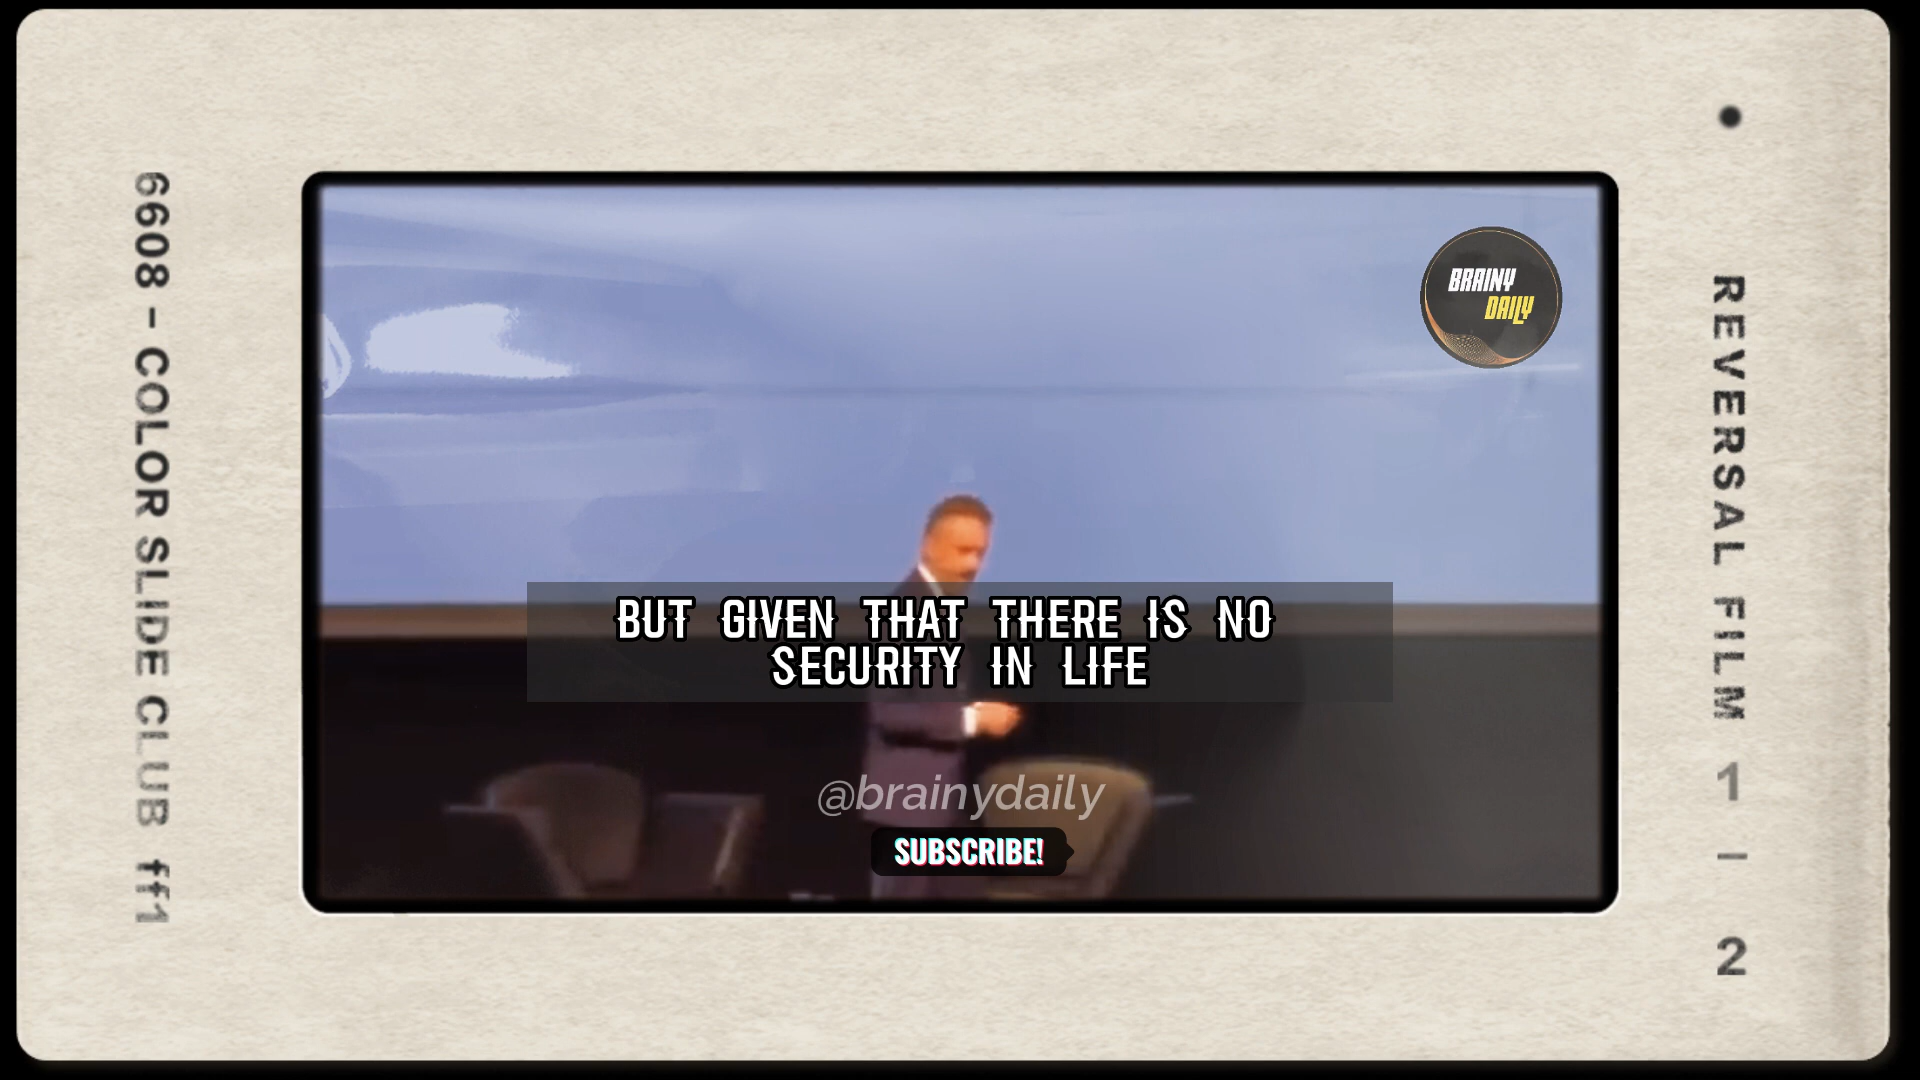 6608 - COLOR SLIDE CLUB ff1
BRAINY
DAILY
BUT GIVEN THAT THERE IS NO
SECURITY IN LIFE
@brainydaily
SUBSCRIBE!
REVERSAL FILM 1 - 2